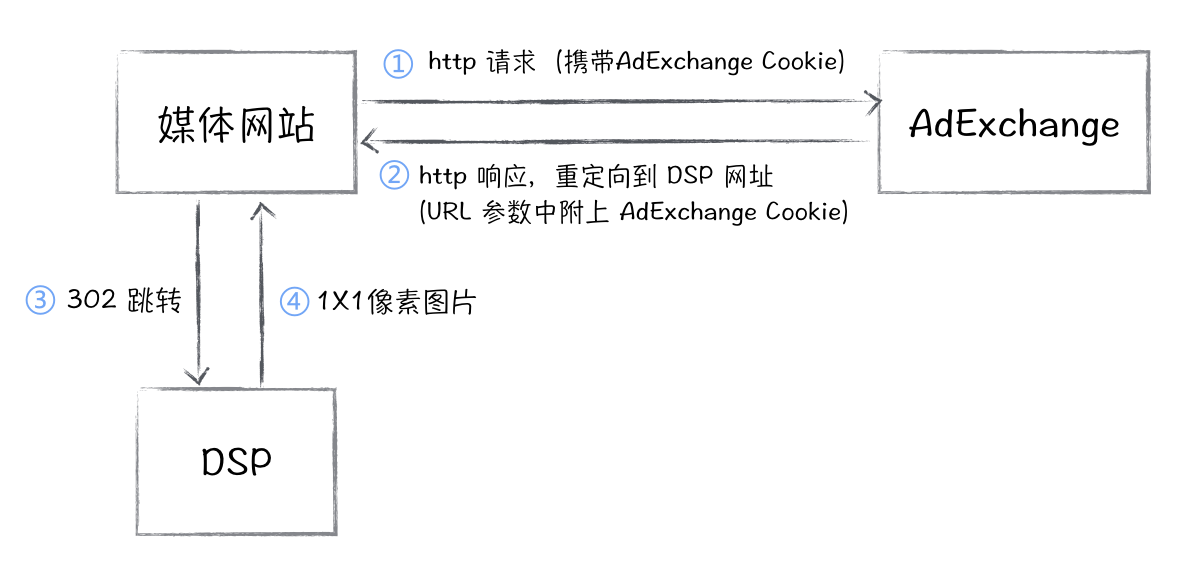 ① http 请求（携带AdExchange Cookie)
媒体网站
AdExchange
② http 响应，重定向到 DSP 网址
(URL 参数中附上 AdExchange Cookie)
③ 302 跳转
④ 1X1像素图片
DSP